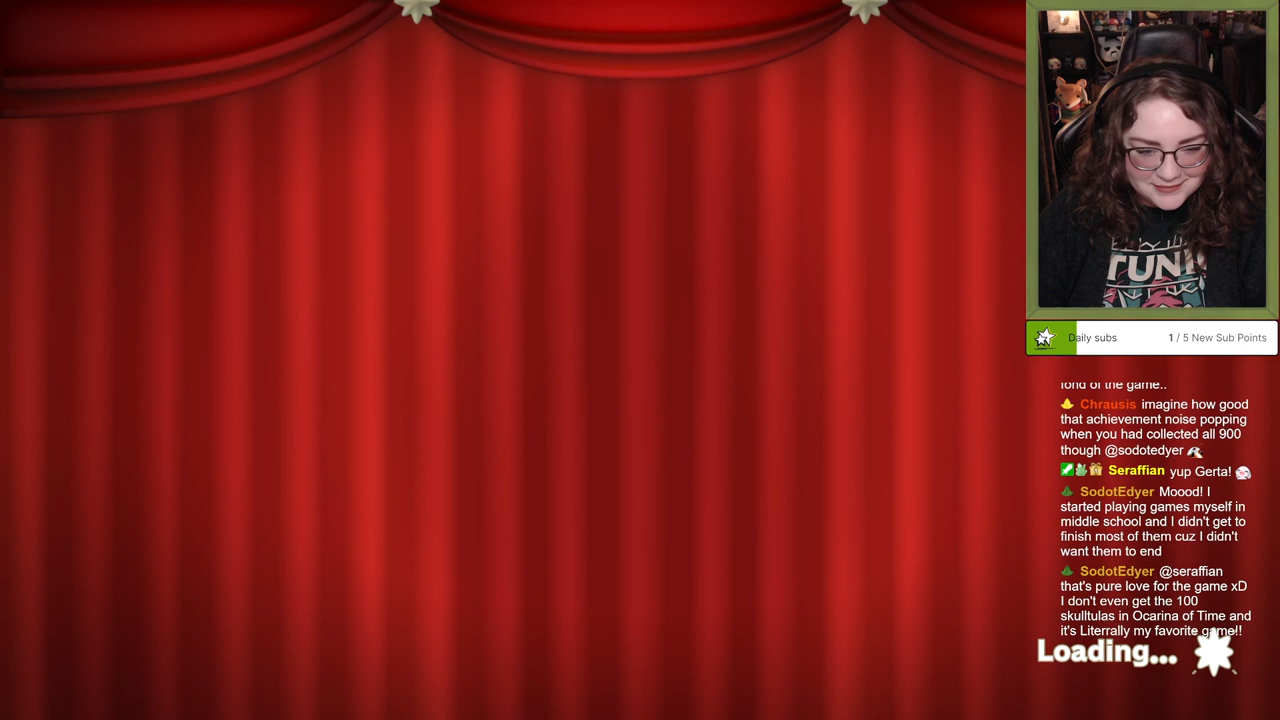 TUNI
Daily subs
1 / 5 New Sub Points
fond of the game..
Chrausis imagine how good
that achievement noise popping
when you had collected all 900
though @sodotedyer
Seraffian yup Gerta!
SodotEdyer Moood! I
started playing games myself in
middle school and I didn't get to
finish most of them cuz I didn't
want them to end
SodotEdyer @seraffian
that's pure love for the game xD
I don't even get the 100
skulltulas in Ocarina of Time and
it's Literrally my favorite game!!
Loading...